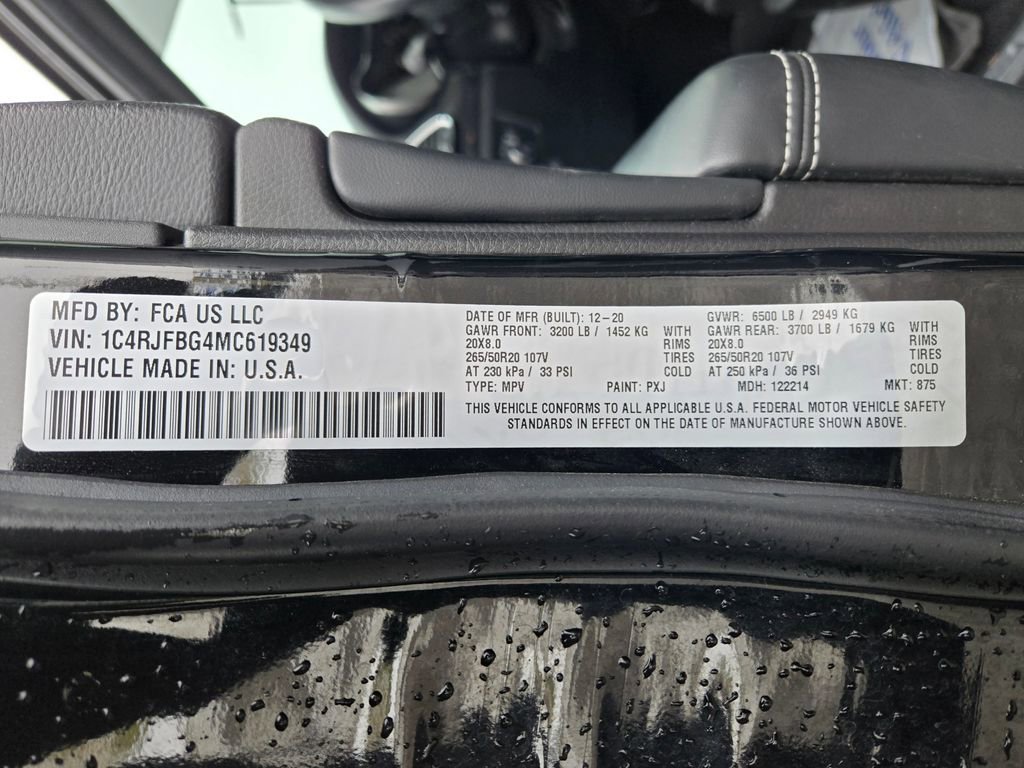 MFD BY: FCA US LLC
VIN: 1C4RJFBG4MC619349
VEHICLE MADE IN: U.S.A.
DATE OF MFR (BUILT): 12-20
GAWR FRONT: 3200 LB / 1452 KG WITH
20X8.0 RIMS
265/50R20 107V TIRES
AT 230 kPa / 33 PSI COLD
TYPE: MPV PAINT: PXJ
GVWR: 6500 LB / 2949 KG
GAWR REAR: 3700 LB / 1679 KG WITH
20X8.0 RIMS
265/50R20 107V TIRES
AT 250 kPa / 36 PSI COLD
MDH: 122214 MKT: 875
THIS VEHICLE CONFORMS TO ALL APPLICABLE U.S.A. FEDERAL MOTOR VEHICLE SAFETY
STANDARDS IN EFFECT ON THE DATE OF MANUFACTURE SHOWN ABOVE.